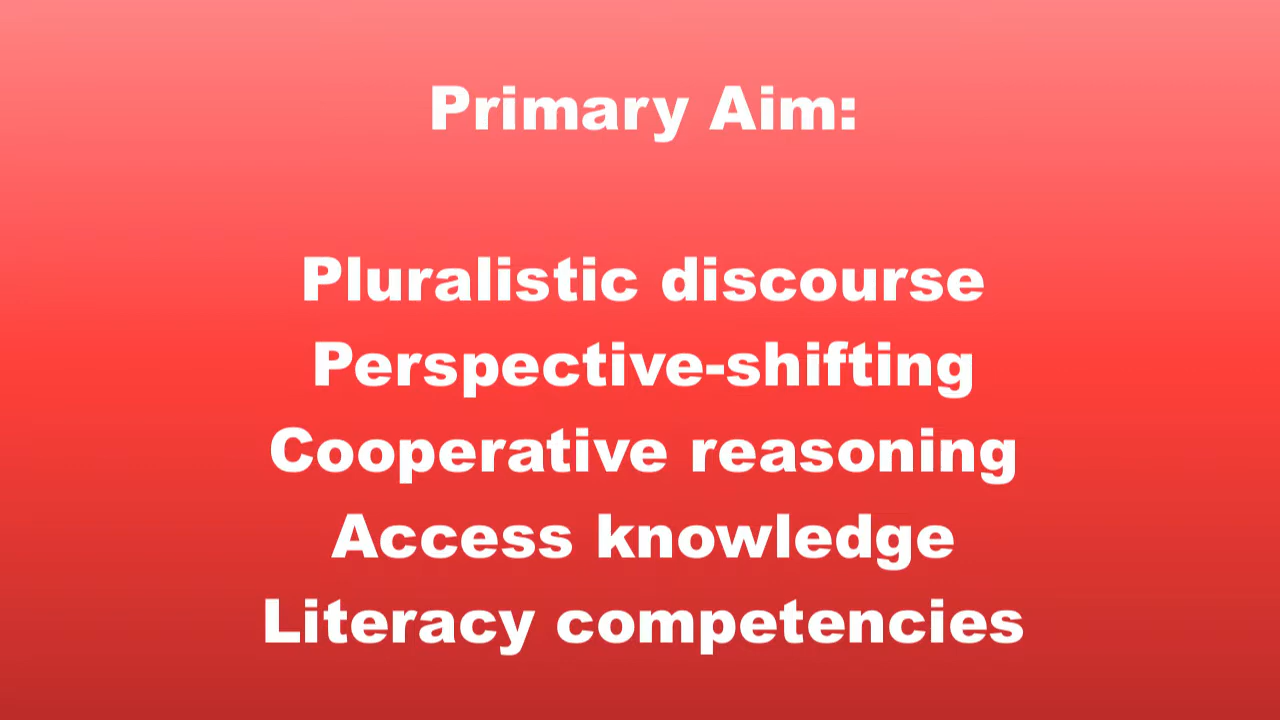 Primary Aim:
Pluralistic discourse
Perspective-shifting
Cooperative reasoning
Access knowledge
Literacy competencies